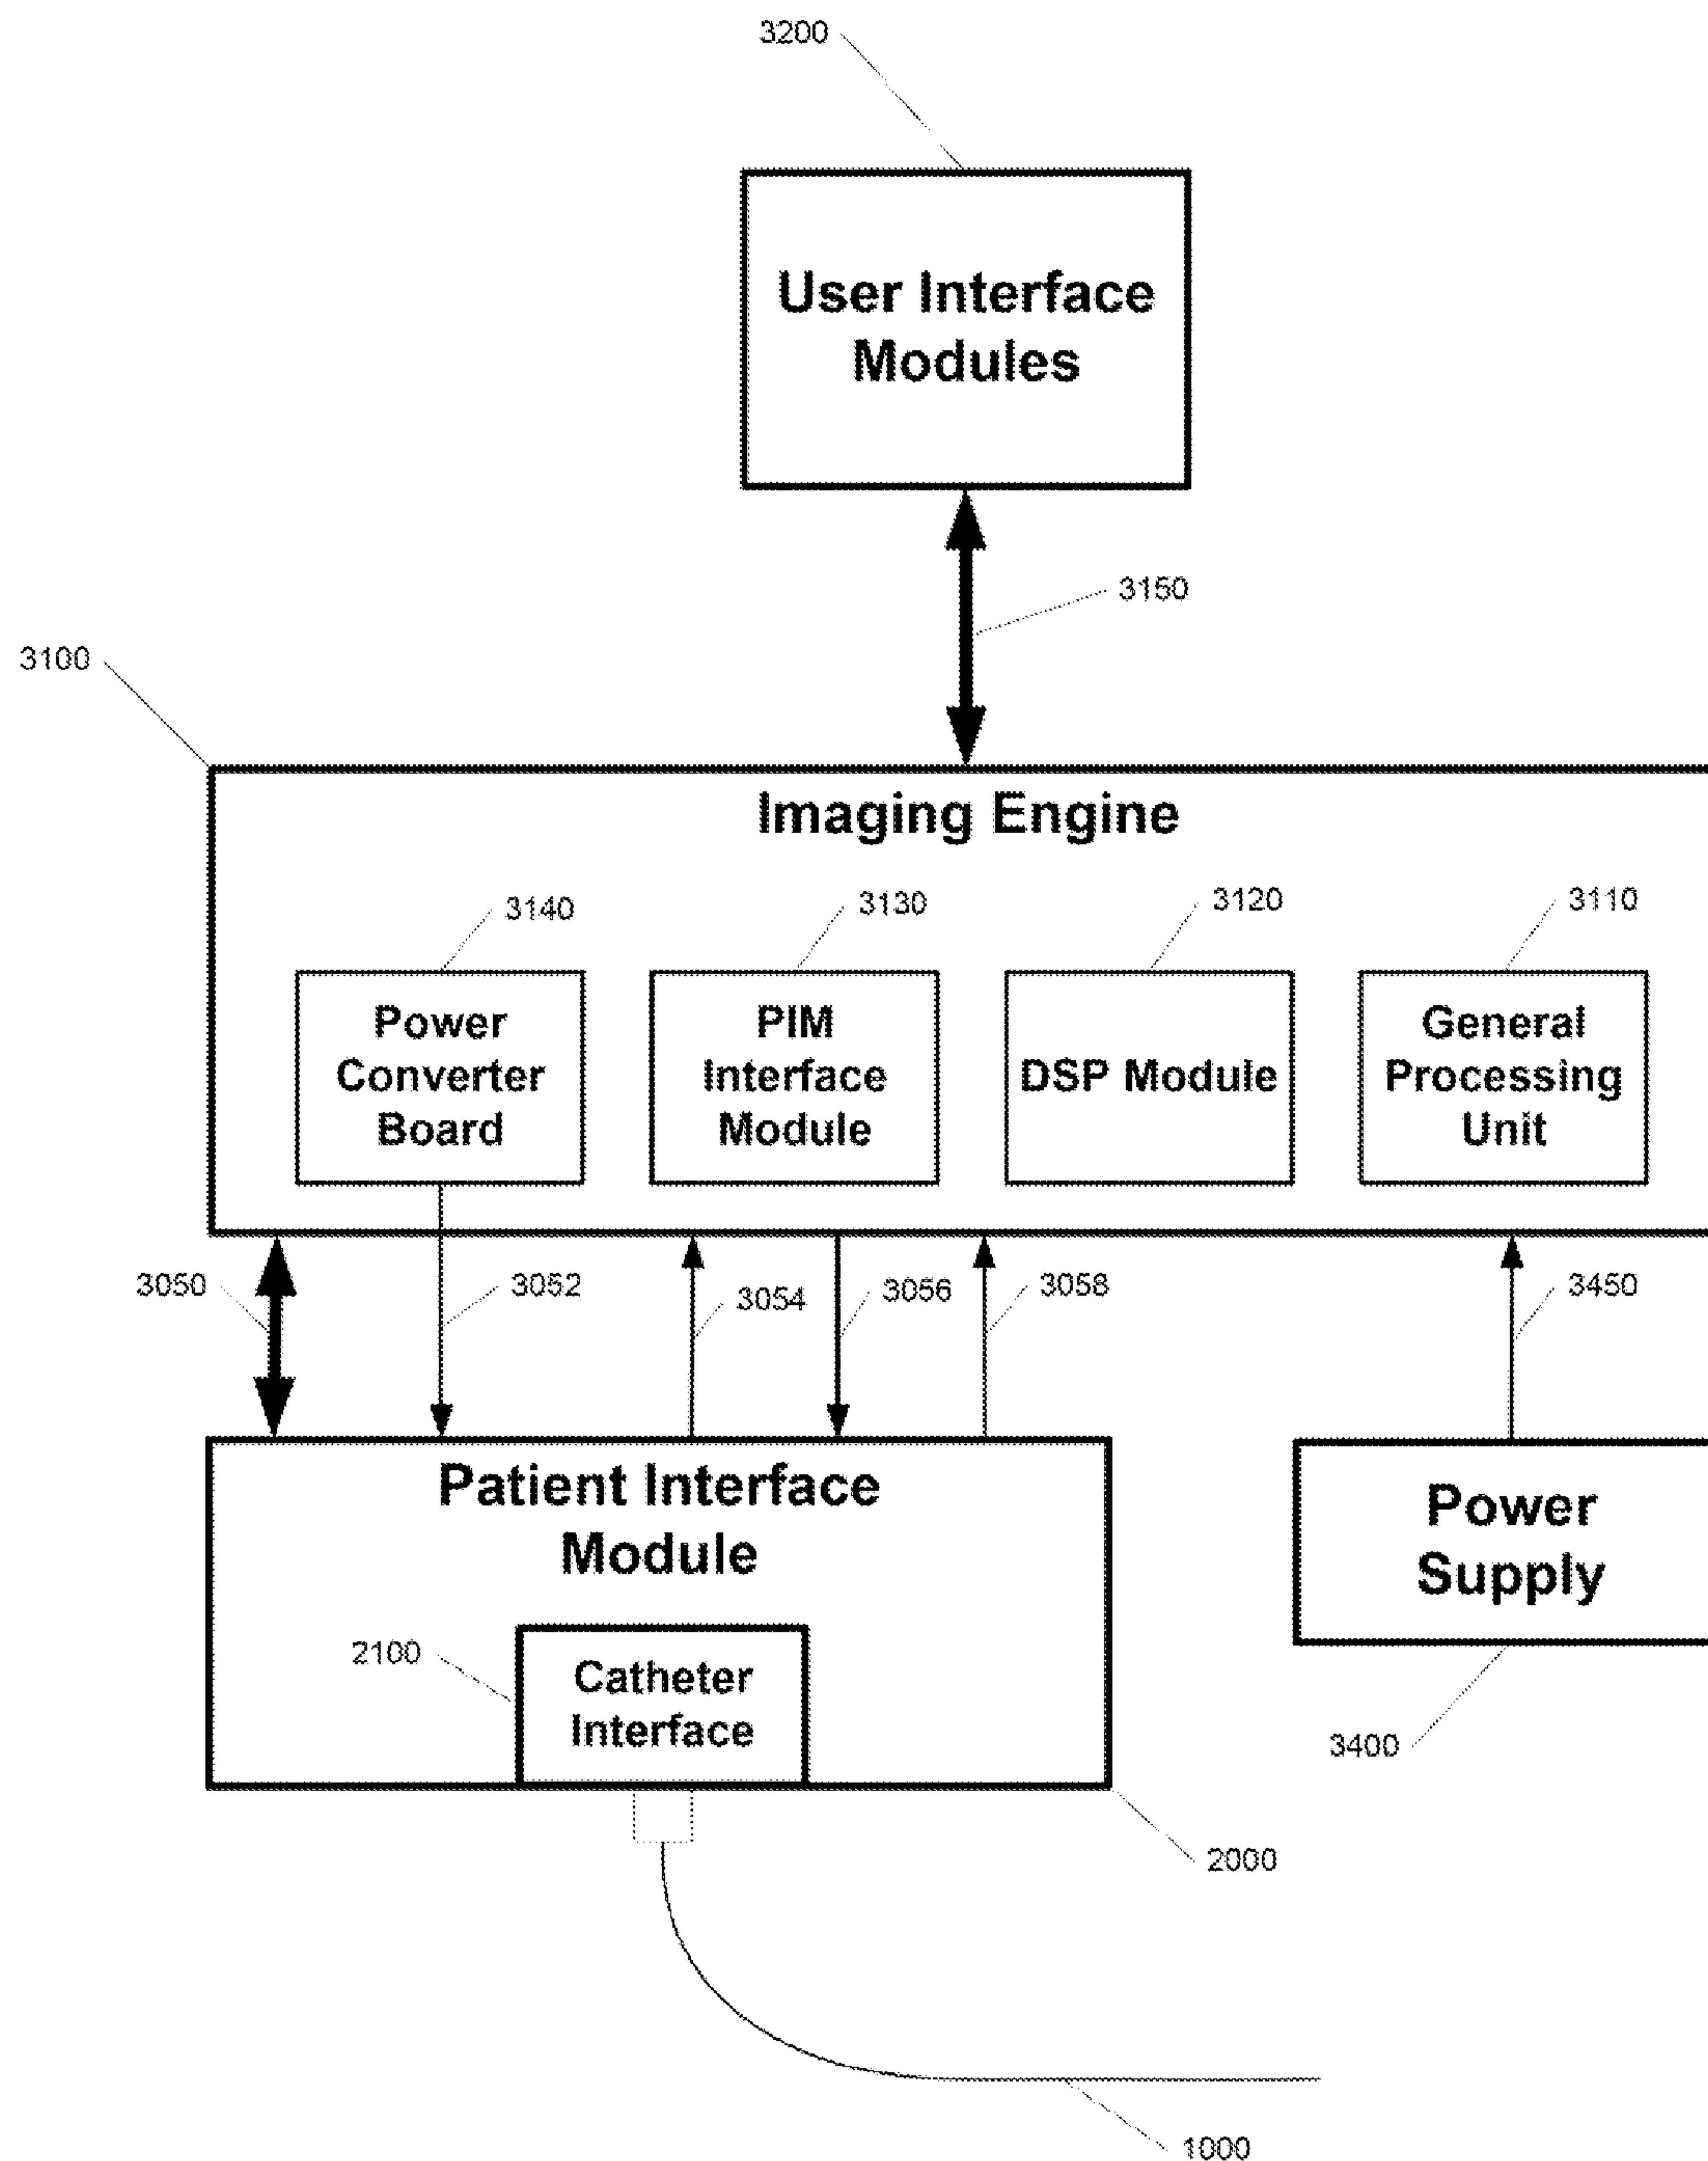 3200
User Interface
Modules
3150
3100
Imaging Engine
3140
3130
3120
3110
Power
Converter
Board
PIM
Interface
Module
DSP Module
General
Processing
Unit
3050
3052
3054
3056
3058
3450
Patient Interface
Module
Power
Supply
2100
Catheter
Interface
3400
2000
1000